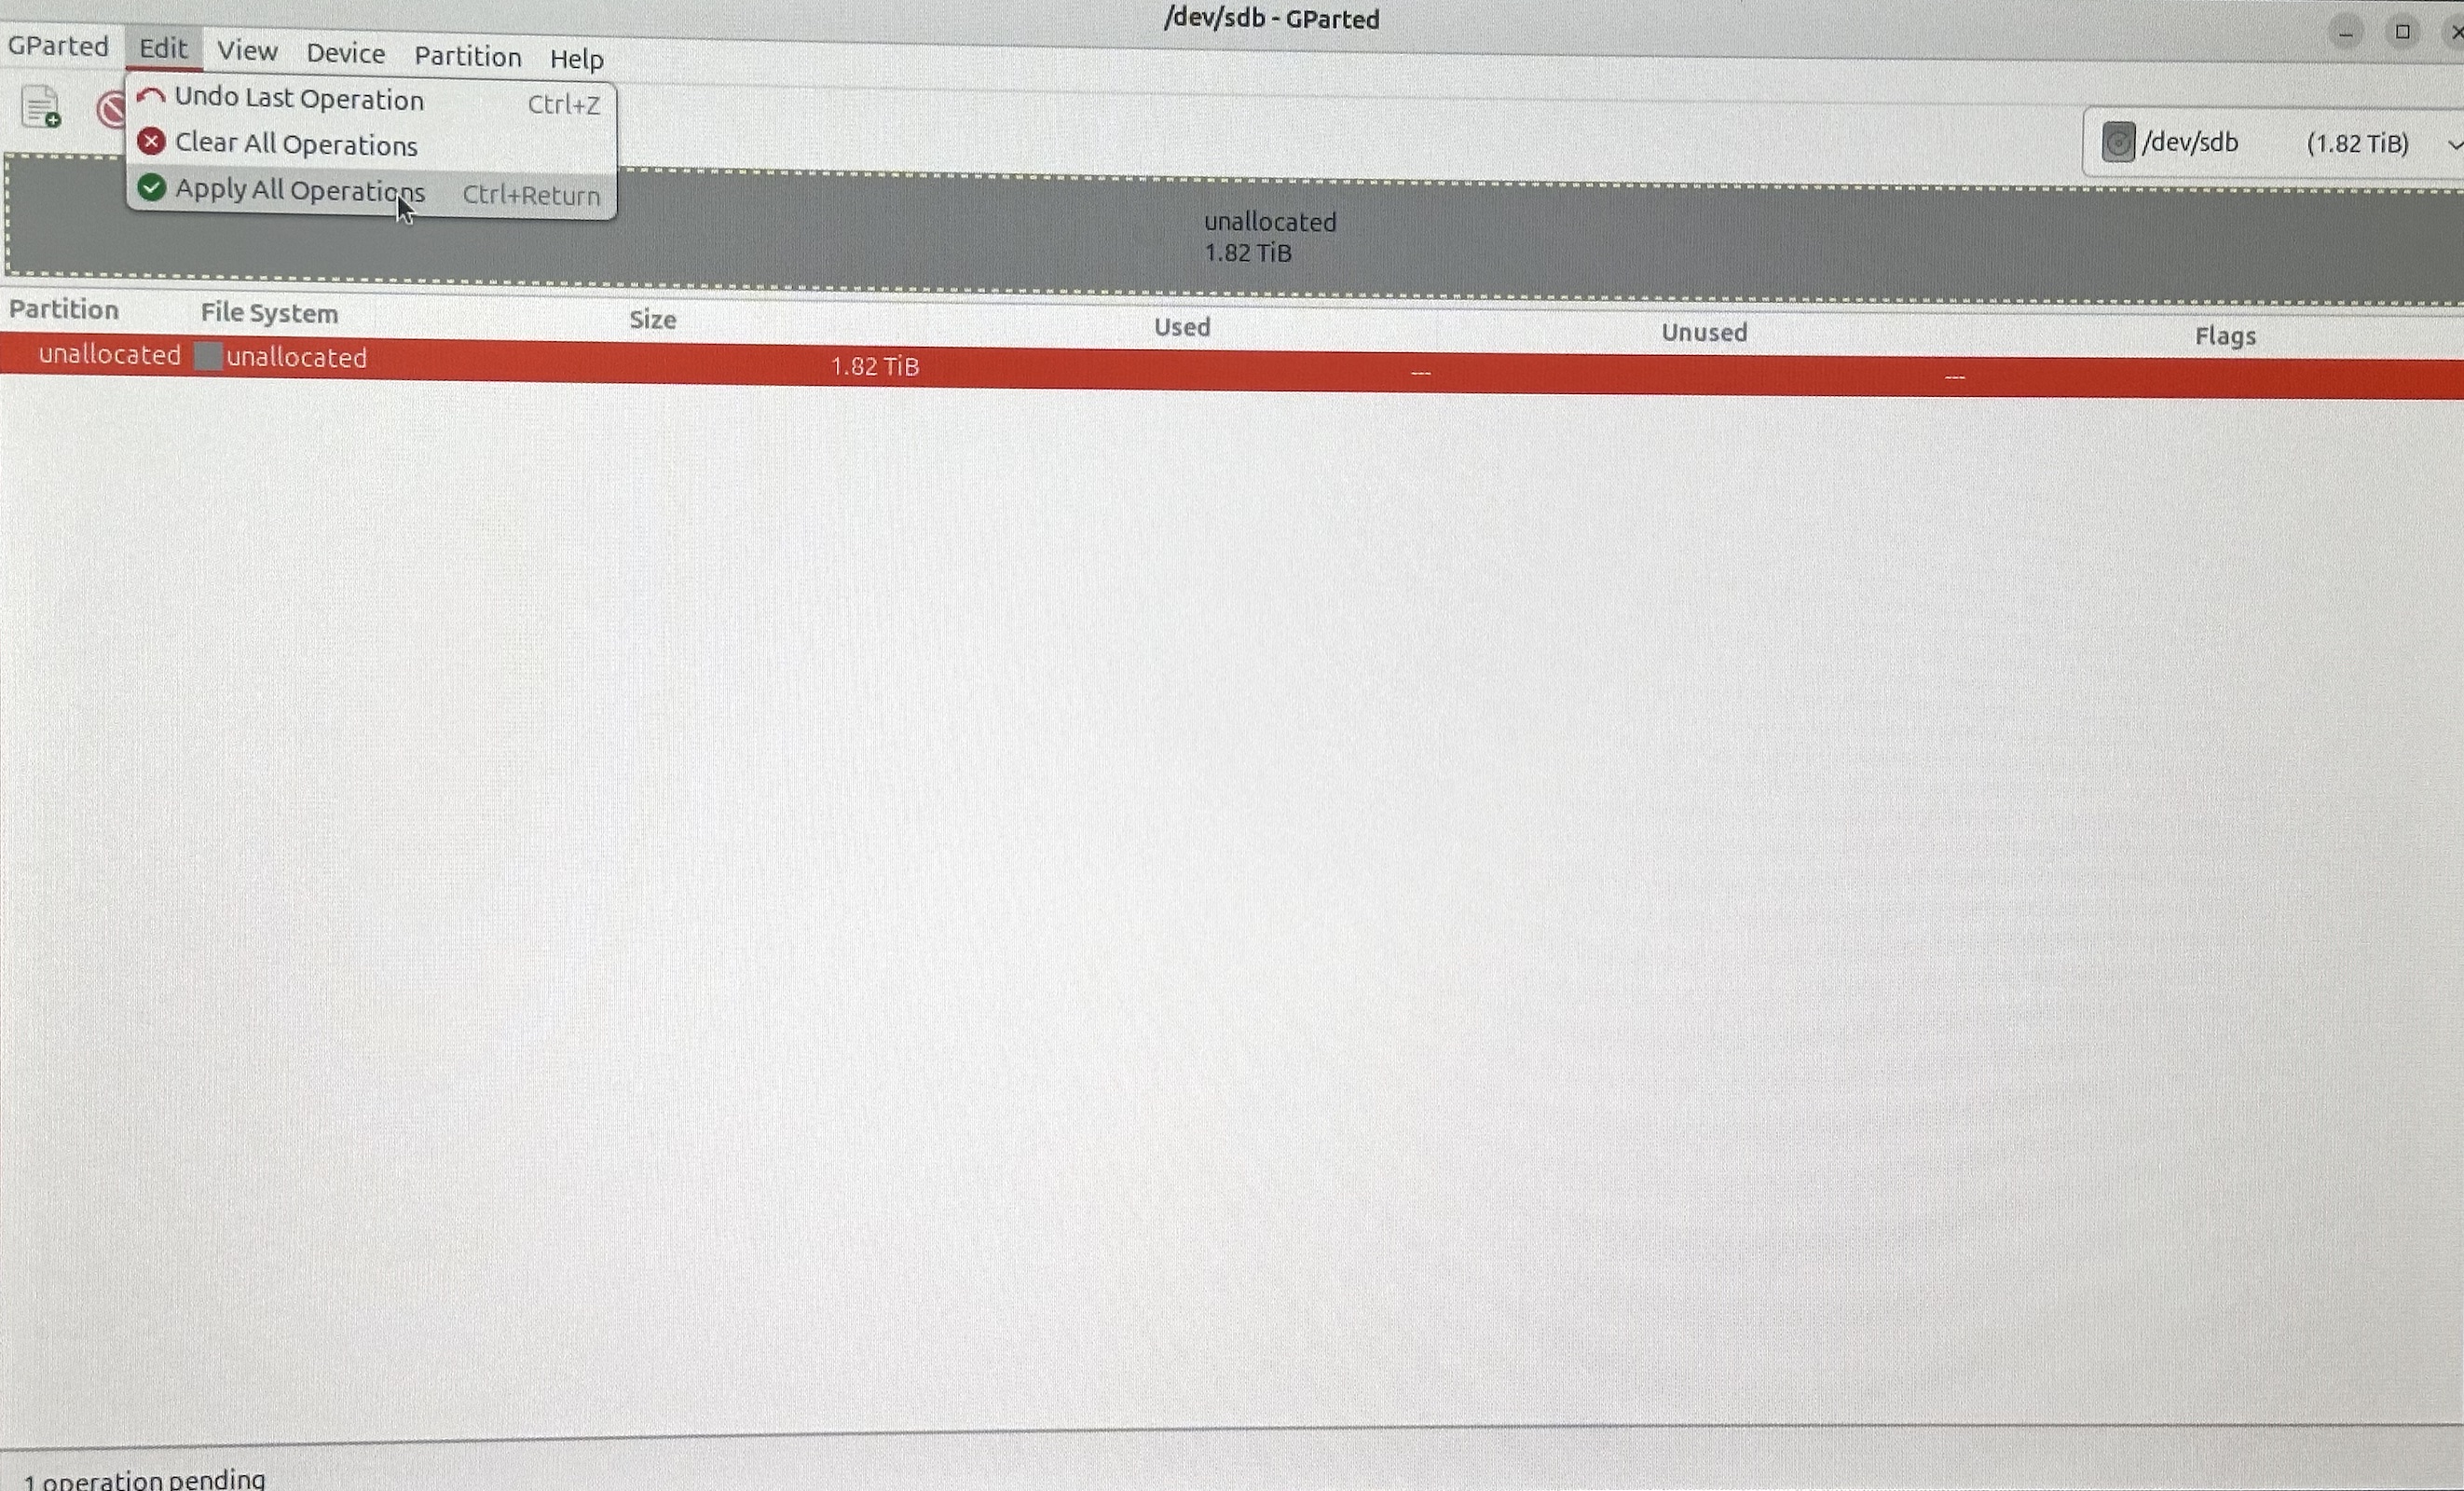 /dev/sdb - GParted
GParted Edit View Device Partition Help
Undo Last Operation Ctrl+Z
Clear All Operations
Apply All Operations Ctrl+Return
/dev/sdb (1.82 TiB)
unallocated
1.82 TiB
Partition File System Size Used Unused Flags
unallocated unallocated 1.82 TiB --- ---
1 operation pending